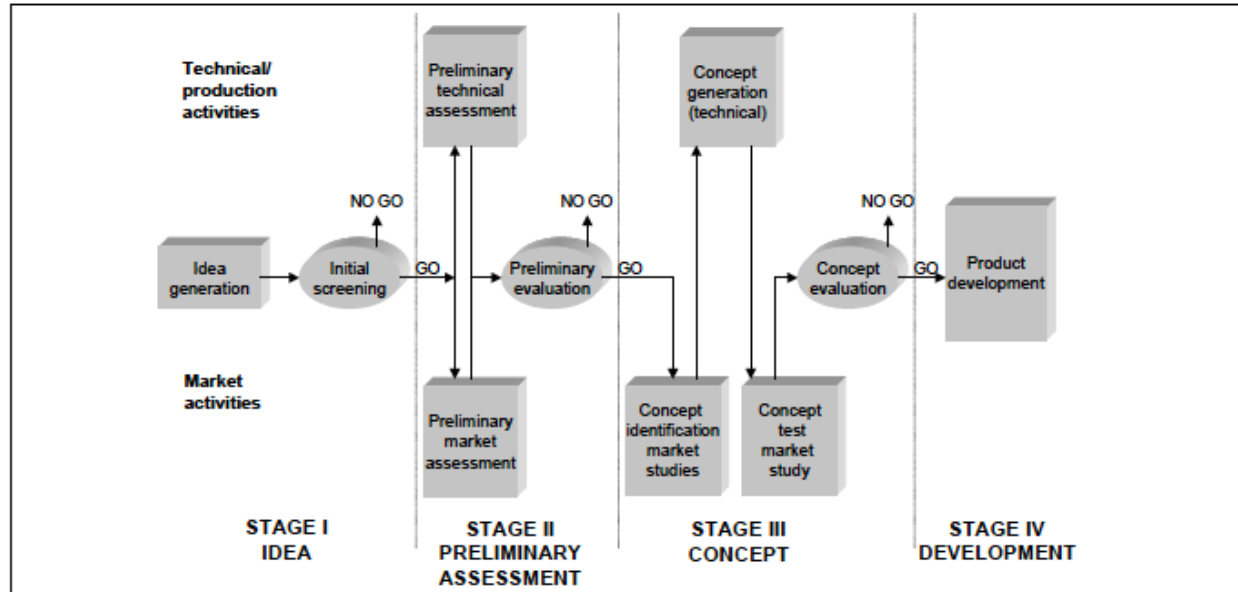 Technical/
production
activities
Preliminary
technical
assessment
Concept
generation
(technical)
NO GO
NO GO
NO GO
Idea
generation
Initial
screening
GO
Preliminary
evaluation
GO
Concept
evaluation
GO
Product
development
Market
activities
Preliminary
market
assessment
Concept
identification
market
studies
Concept
test
market
study
STAGE I
IDEA
STAGE II
PRELIMINARY
ASSESSMENT
STAGE III
CONCEPT
STAGE IV
DEVELOPMENT